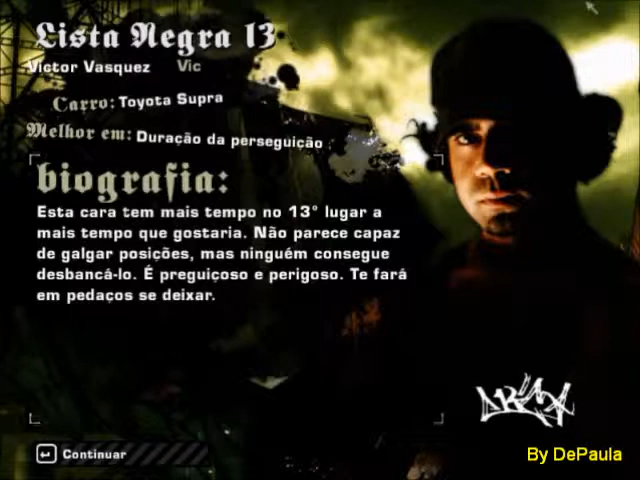 Lista Negra 13
Victor Vasquez Vic
Carro: Toyota Supra
Melhor em: Duração da perseguição
biografia:
Esta cara tem mais tempo no 13° lugar a
mais tempo que gostaria. Não parece capaz
de galgar posições, mas ninguém consegue
desbancá-lo. É preguiçoso e perigoso. Te fará
em pedaços se deixar.
Continuar
By DePaula